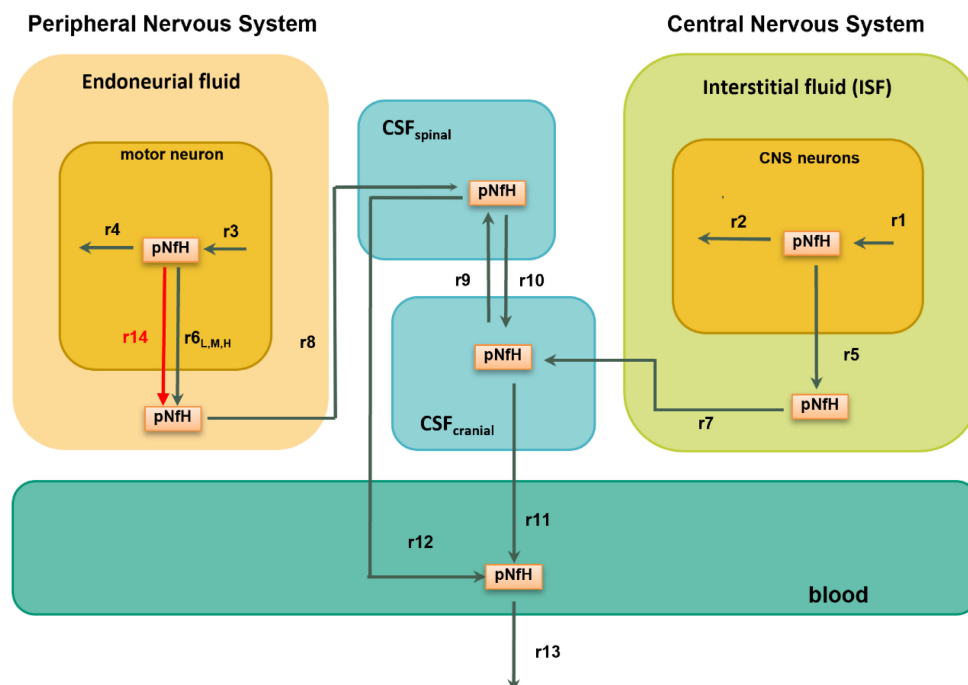 Peripheral Nervous System
Central Nervous System
Endoneurial fluid
Interstitial fluid (ISF)
CSFspinal
motor neuron
CNS neurons
pNfH
r4
r3
pNfH
r2
r1
pNfH
r14
r6L,M,H
r8
r9
r10
pNfH
r5
pNfH
pNfH
r7
CSFcranial
r11
r12
pNfH
blood
r13